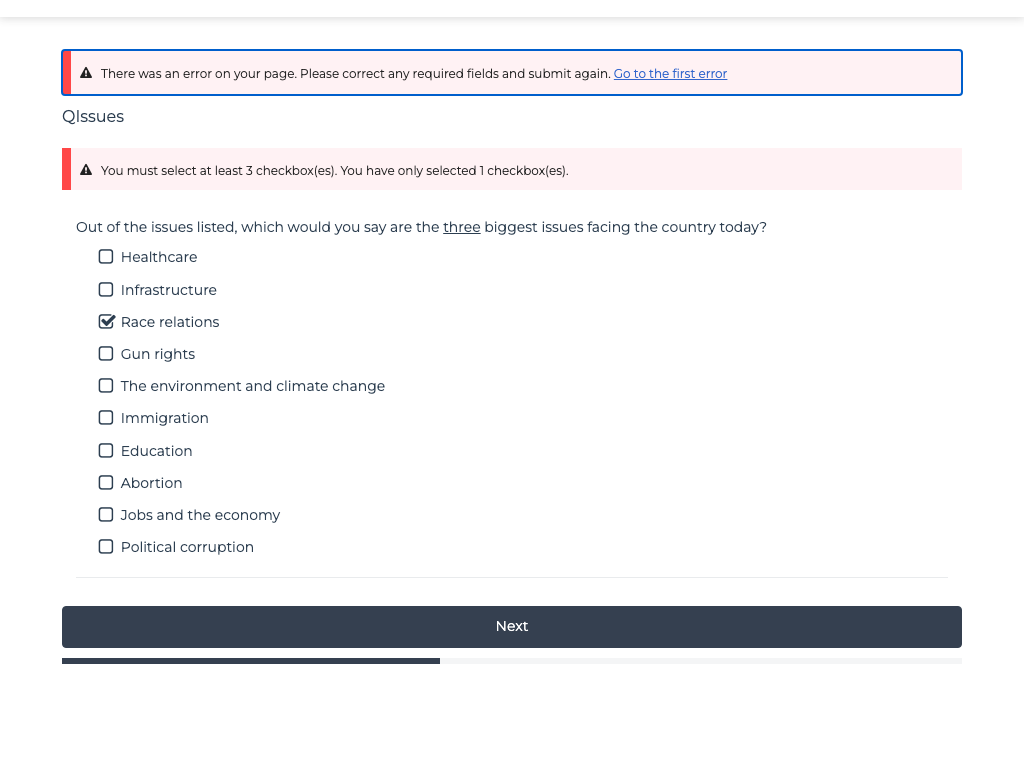 There was an error on your page. Please correct any required fields and submit again. Go to the first error
QIssues
You must select at least 3 checkbox(es). You have only selected 1 checkbox(es).
Out of the issues listed, which would you say are the three biggest issues facing the country today?
Healthcare
Infrastructure
Race relations
Gun rights
The environment and climate change
Immigration
Education
Abortion
Jobs and the economy
Political corruption
Next